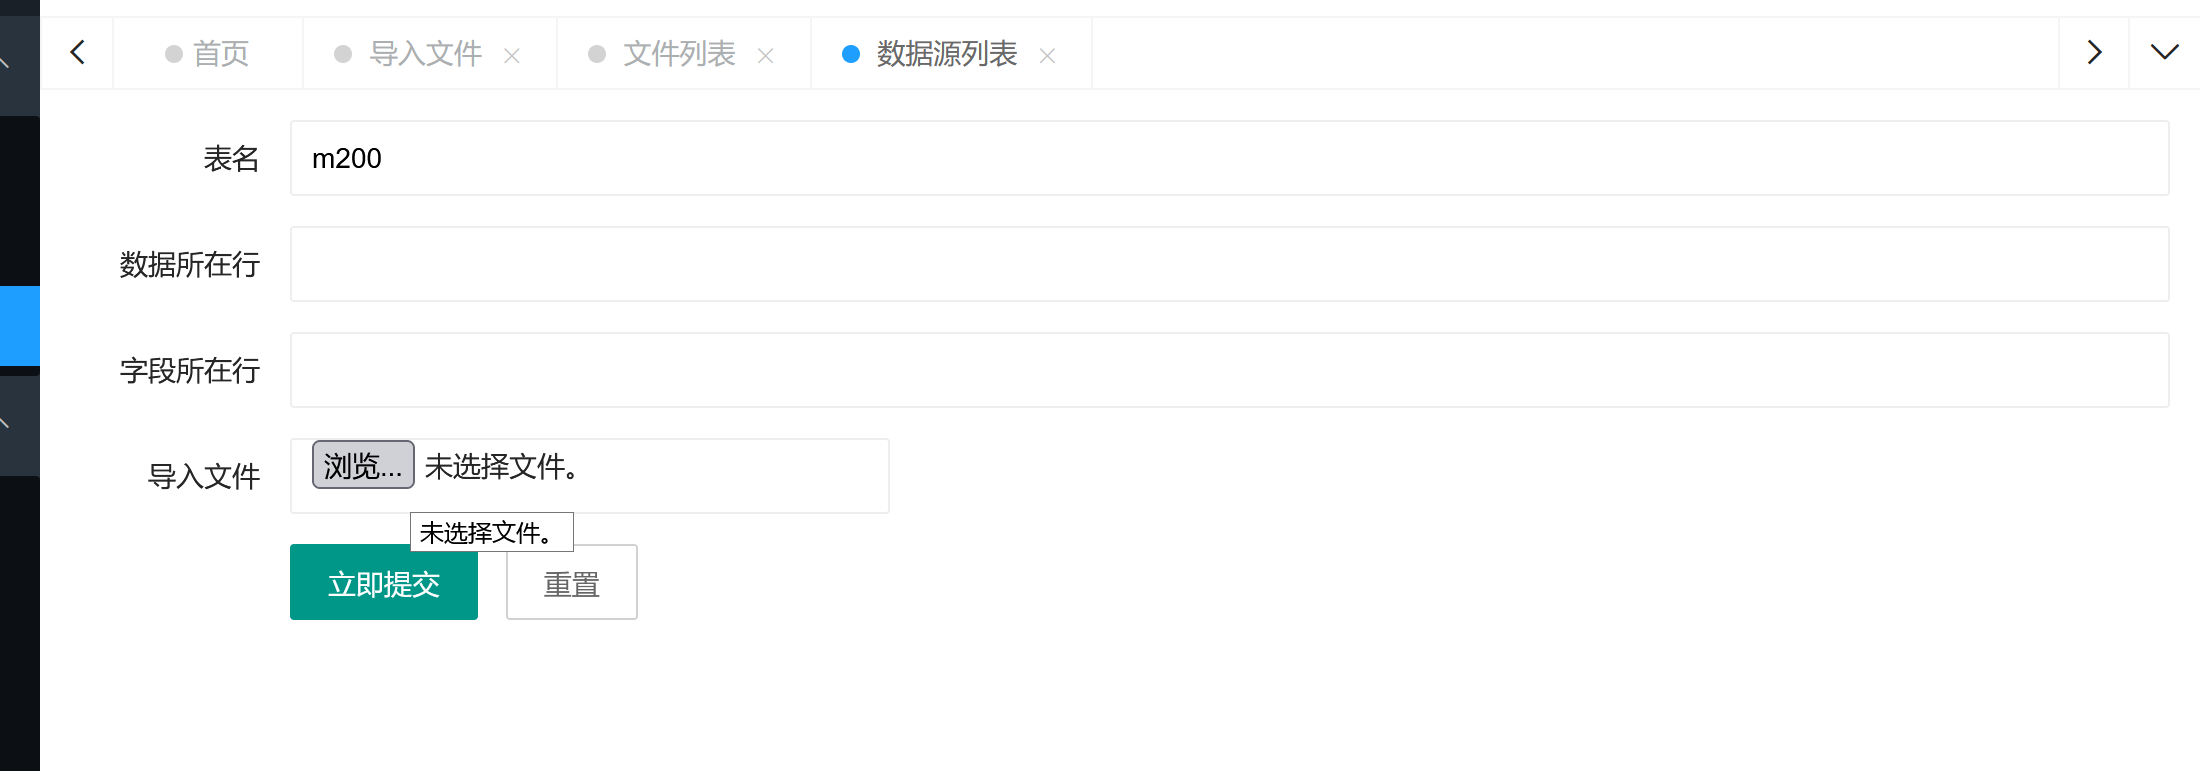 首页 导入文件 文件列表 数据源列表
表名 m200
数据所在行
字段所在行
导入文件 浏览... 未选择文件。
未选择文件。
立即提交 重置